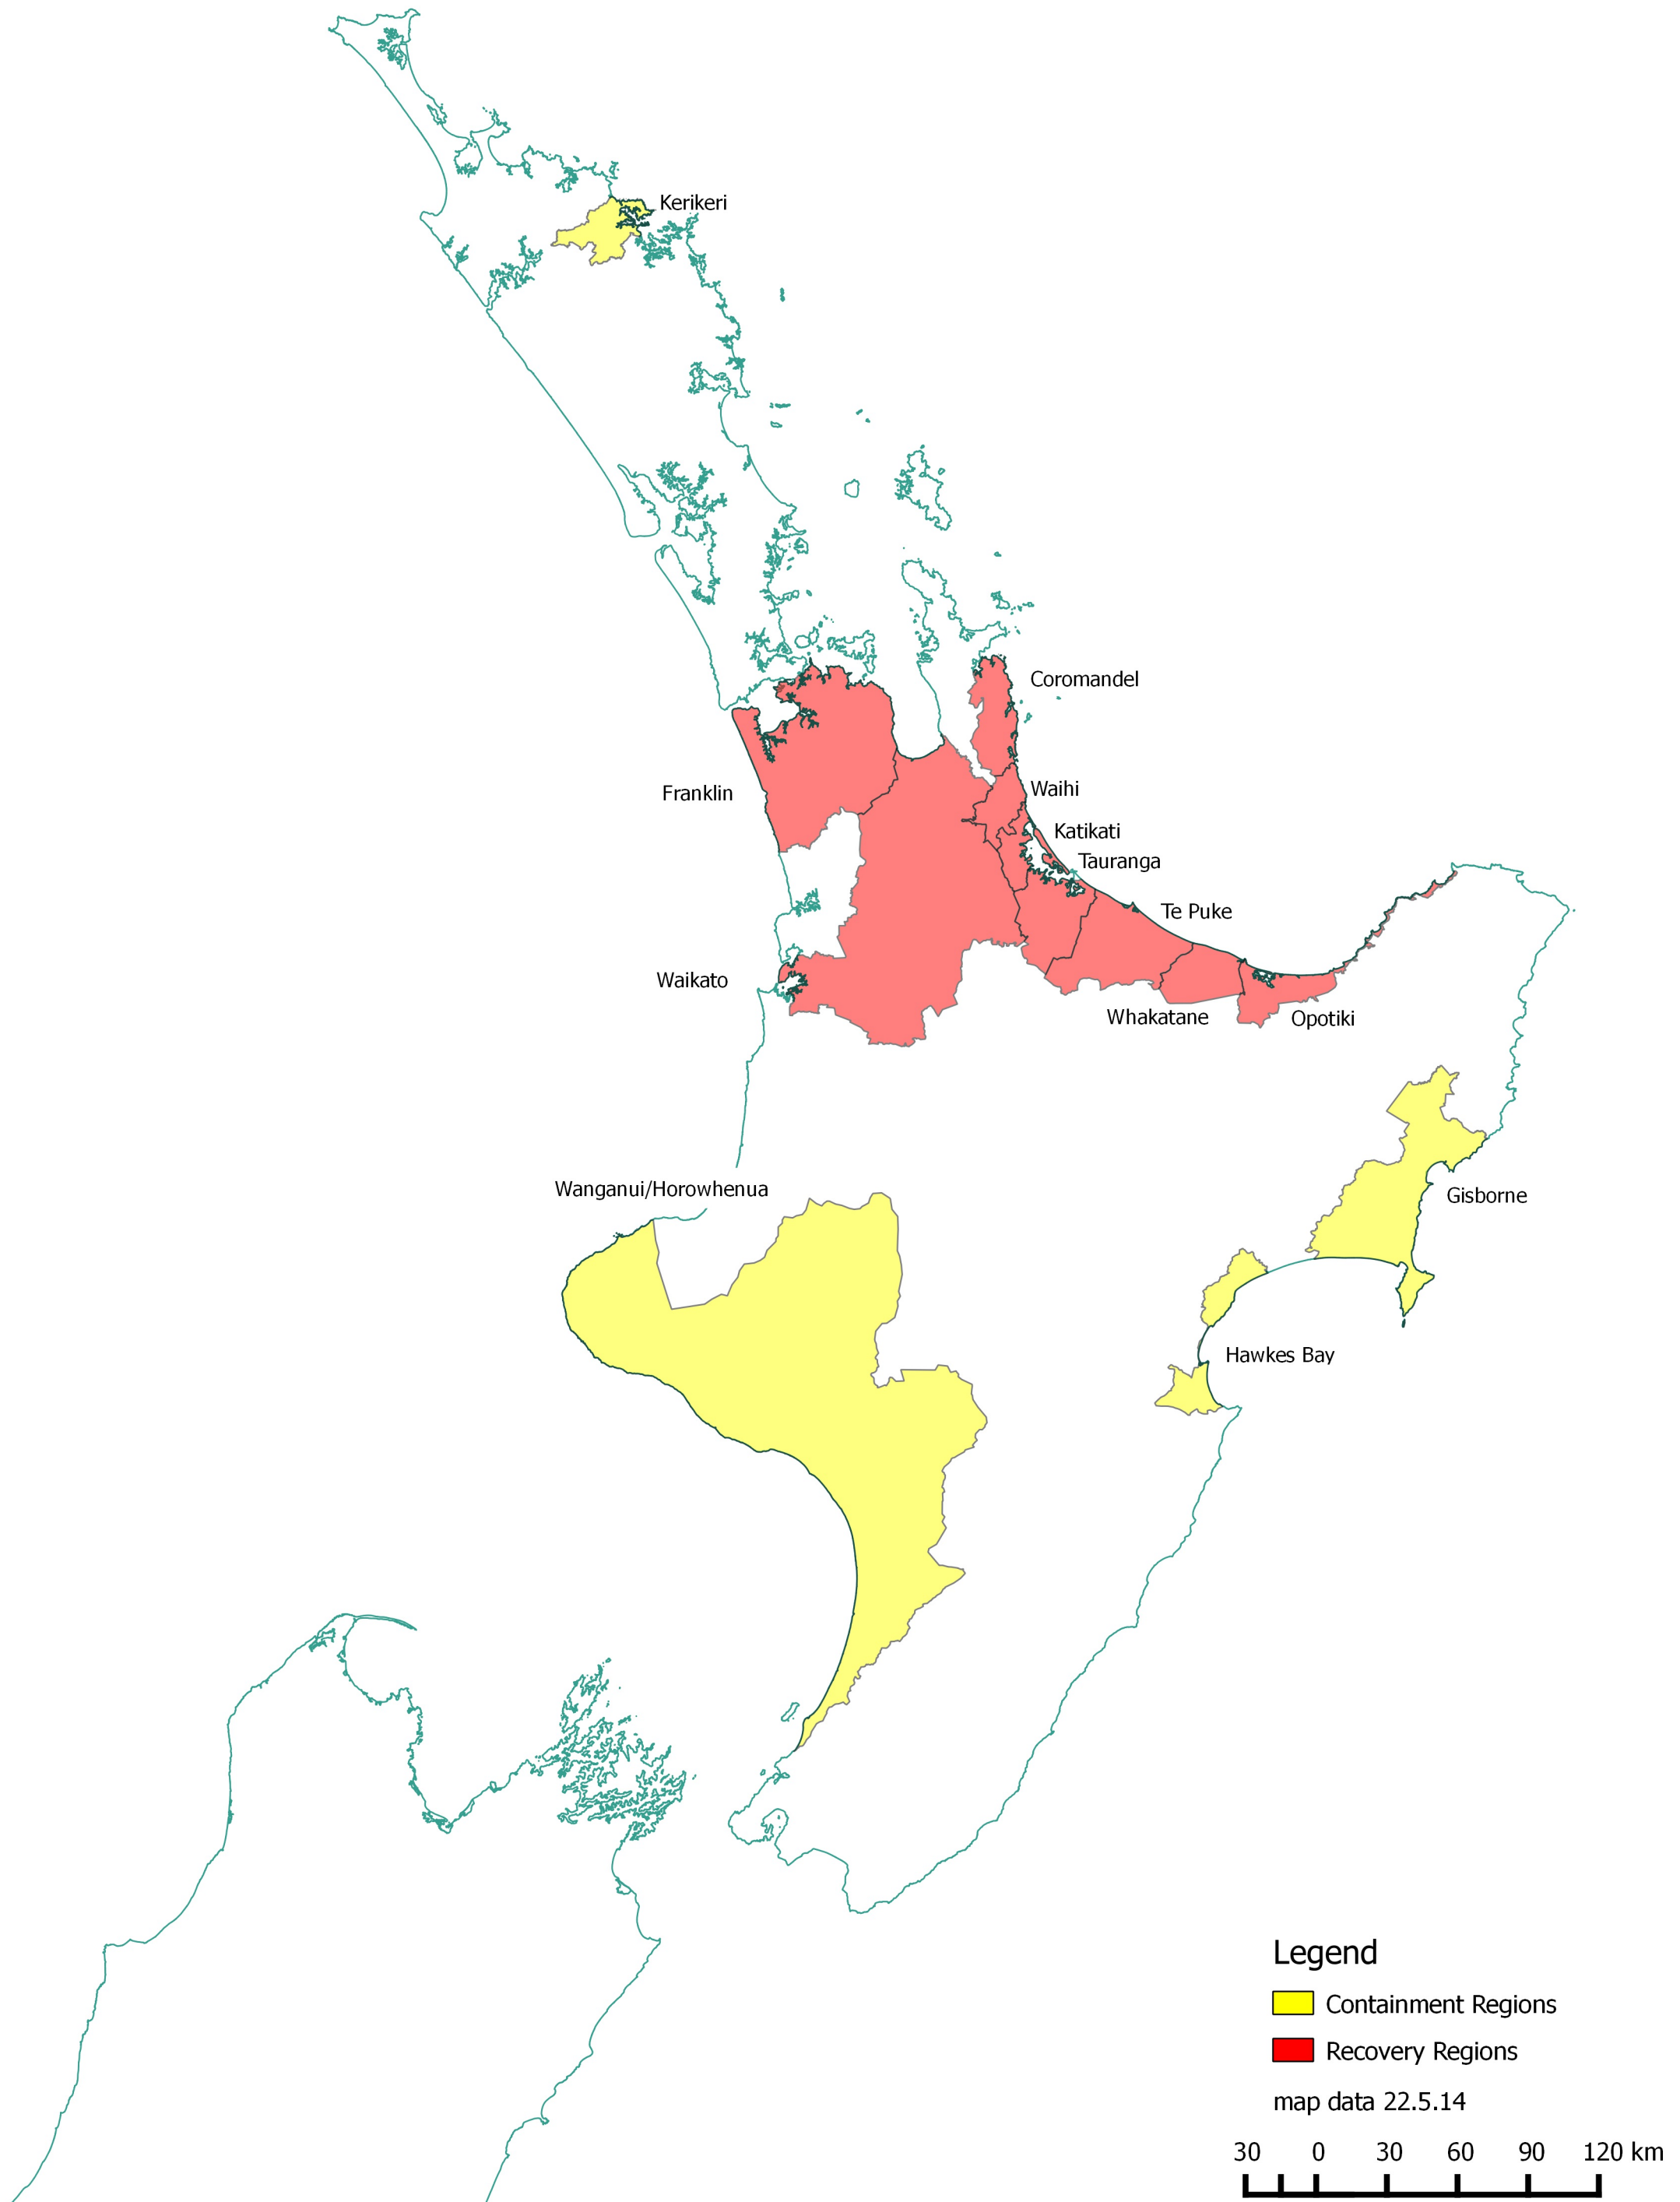 Kerikeri
Coromandel
Waihi
Franklin
Katikati
Tauranga
Te Puke
Waikato
Whakatane
Opotiki
Wanganui/Horowhenua
Gisborne
Hawkes Bay
Legend
Containment Regions
Recovery Regions
map data 22.5.14
30 0 30 60 90 120 km